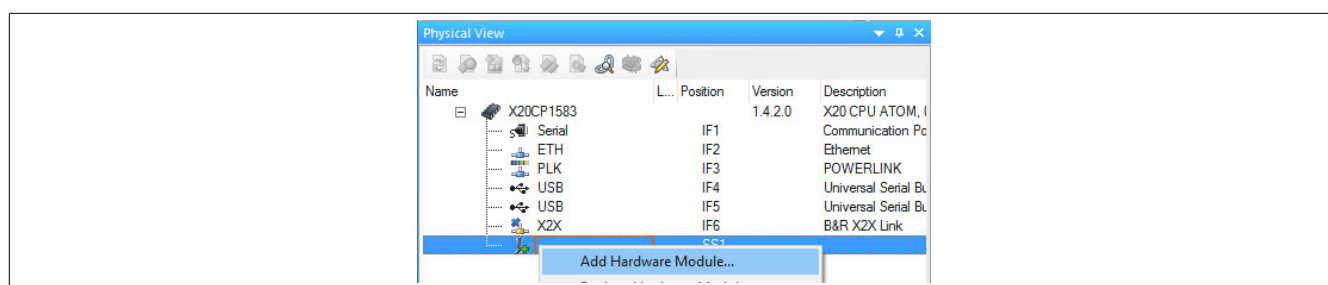 Physical View
Name L... Position Version Description
X20CP1583 1.4.2.0 X20 CPU ATOM, (
Serial IF1 Communication Po
ETH IF2 Ethernet
PLK IF3 POWERLINK
USB IF4 Universal Serial Bu
USB IF5 Universal Serial Bu
X2X IF6 B&R X2X Link
SS1
Add Hardware Module...